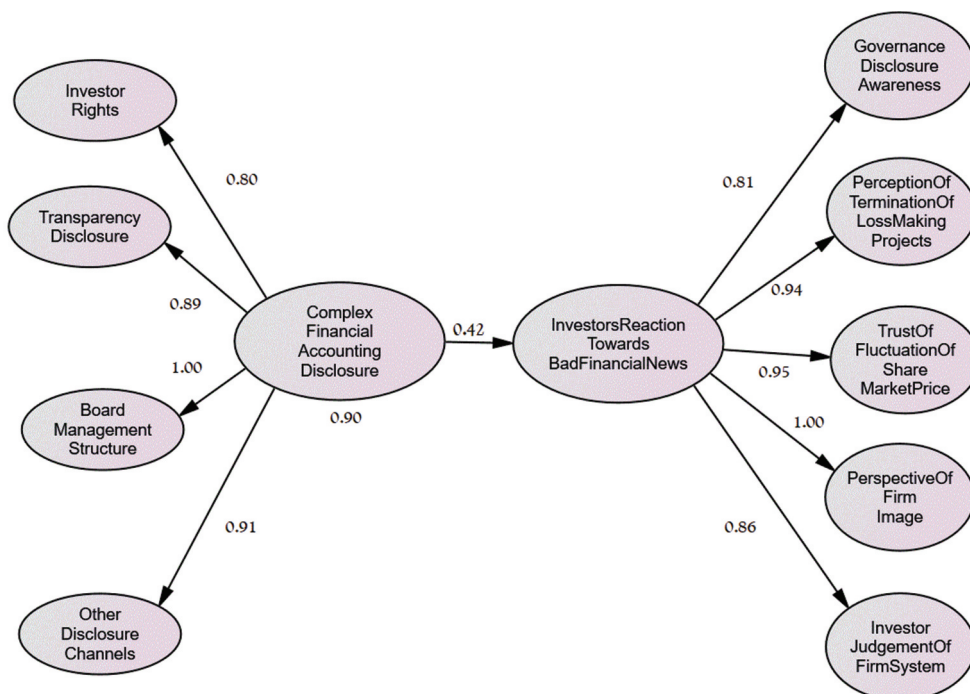 Investor
Rights
0.80
Transparency
Disclosure
0.89
1.00
Board
Management
Structure
0.91
Other
Disclosure
Channels
Complex
Financial
Accounting
Disclosure
0.90
0.42
InvestorsReaction
Towards
BadFinancialNews
Governance
Disclosure
Awareness
0.81
PerceptionOf
TerminationOf
LossMaking
Projects
0.94
TrustOf
FluctuationOf
Share
MarketPrice
0.95
1.00
PerspectiveOf
Firm
Image
0.86
Investor
JudgementOf
FirmSystem